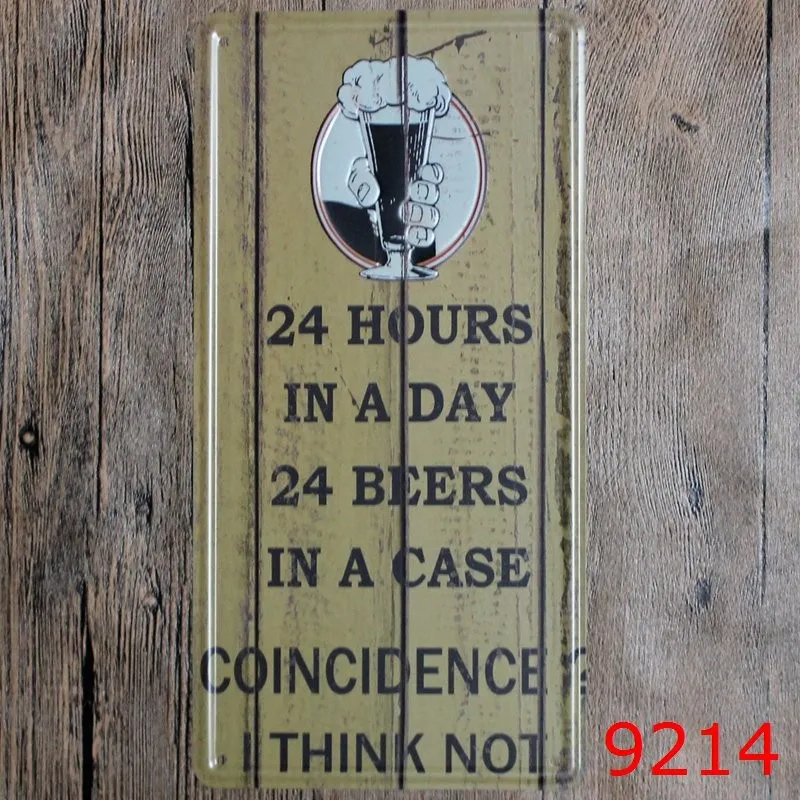 24 HOURS
IN A DAY
24 BEERS
IN A CASE
COINCIDENCE ?
I THINK NOT
9214